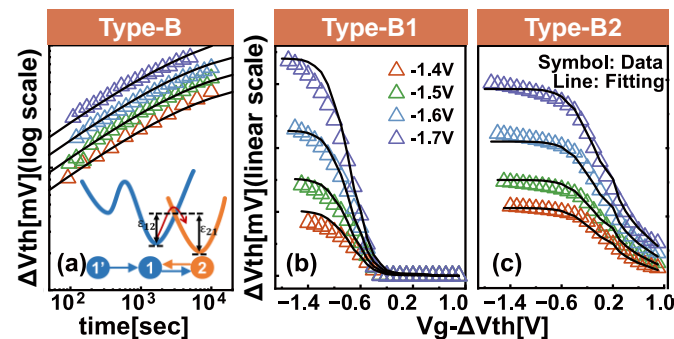 Type-B
Type-B1
Type-B2
ΔVth[mV](log scale)
ε12
ε21
(a)
1'
1
2
10²
10³
10⁴
time[sec]
ΔVth[mV](linear scale)
-1.4V
-1.5V
-1.6V
-1.7V
(b)
-1.4
-0.6
0.2
1.0
Symbol: Data
Line: Fitting
(c)
-1.4
-0.6
0.2
1.0
Vg-ΔVth[V]